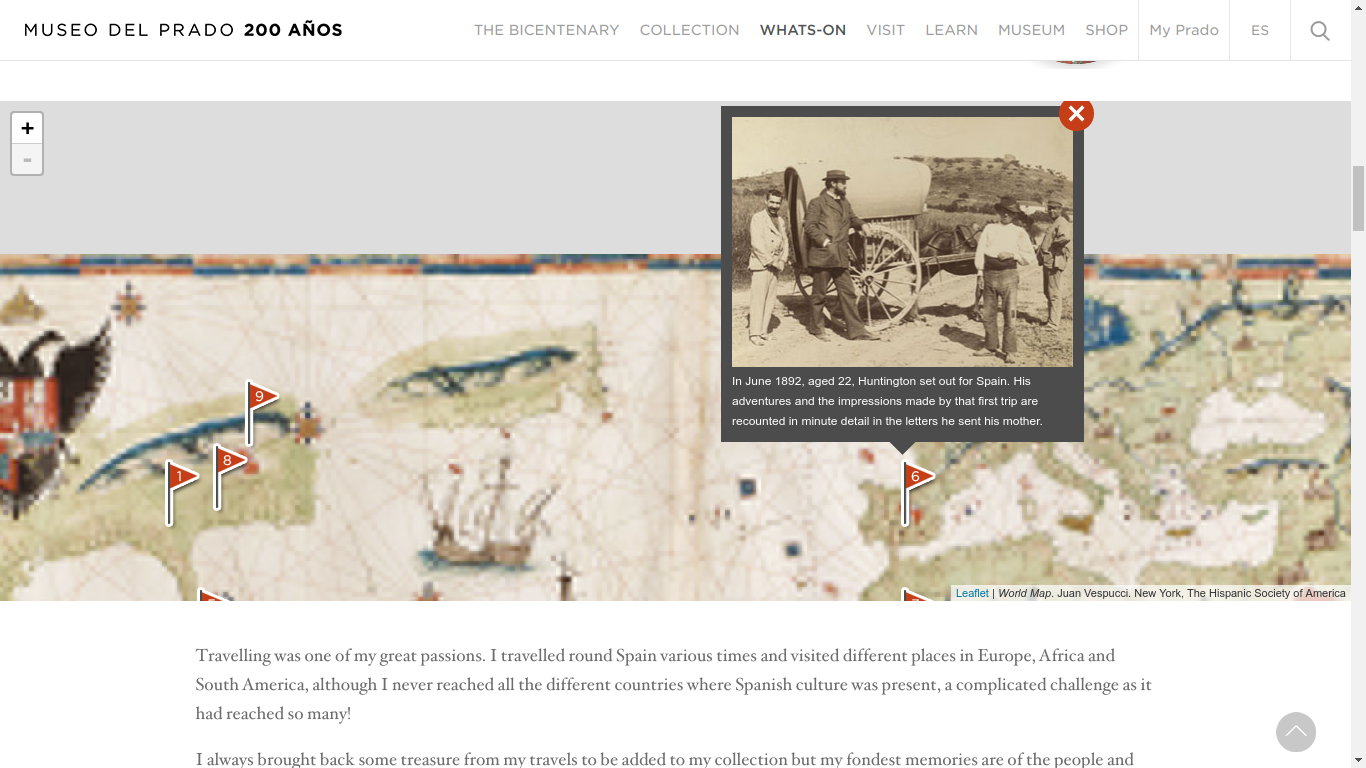 MUSEO DEL PRADO 200 AÑOS
THE BICENTENARY
COLLECTION
WHATS-ON
VISIT
LEARN
MUSEUM
SHOP
My Prado
ES
+
-
In June 1892, aged 22, Huntington set out for Spain. His
adventures and the impressions made by that first trip are
recounted in minute detail in the letters he sent his mother.
9
8
1
6
Leaflet | World Map. Juan Vespucci. New York, The Hispanic Society of America
Travelling was one of my great passions. I travelled round Spain various times and visited different places in Europe, Africa and
South America, although I never reached all the different countries where Spanish culture was present, a complicated challenge as it
had reached so many!
I always brought back some treasure from my travels to be added to my collection but my fondest memories are of the people and